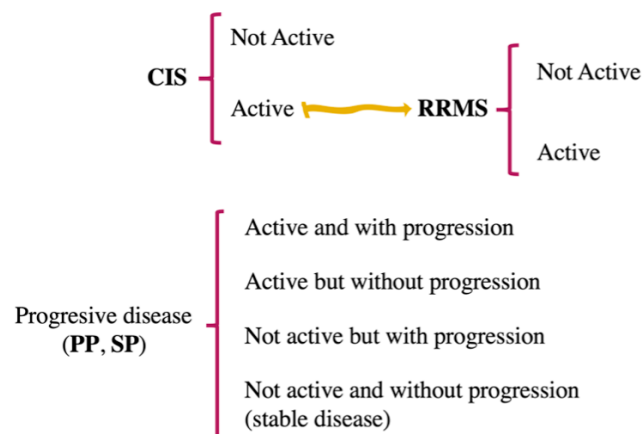 Not Active
CIS
Active
RRMS
Not Active
Active
Active and with progression
Active but without progression
Progresive disease
(PP, SP)
Not active but with progression
Not active and without progression
(stable disease)